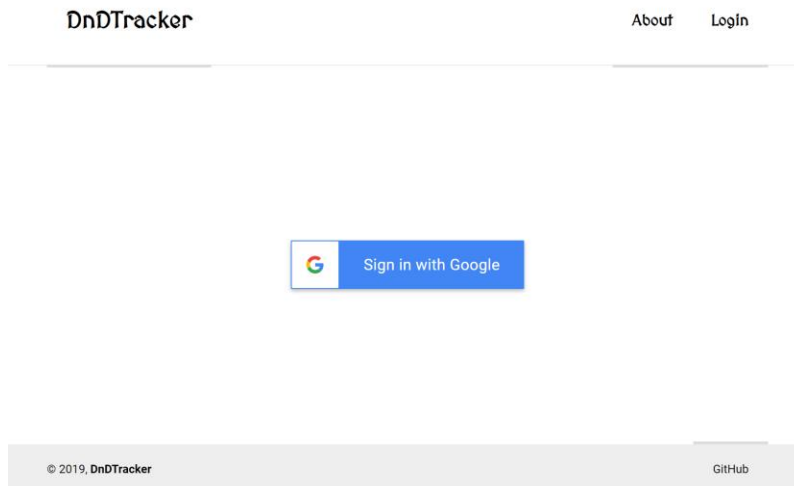 DnDTracker About Login
Sign in with Google
© 2019, DnDTracker GitHub